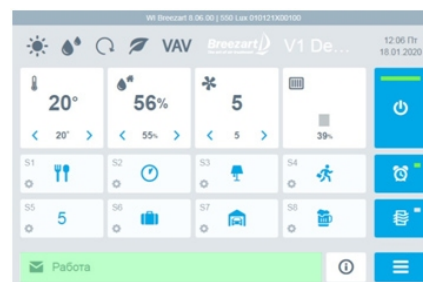 WI Breezart 8.06.00 | 550 Lux 010121X00100
VAV Breezart V1 De...
12:06 Пт
18.01.2020
20°
56%
5
20°
55%
5
39%
S1
S2
S3
S4
S5
5
S6
S7
S8
Работа